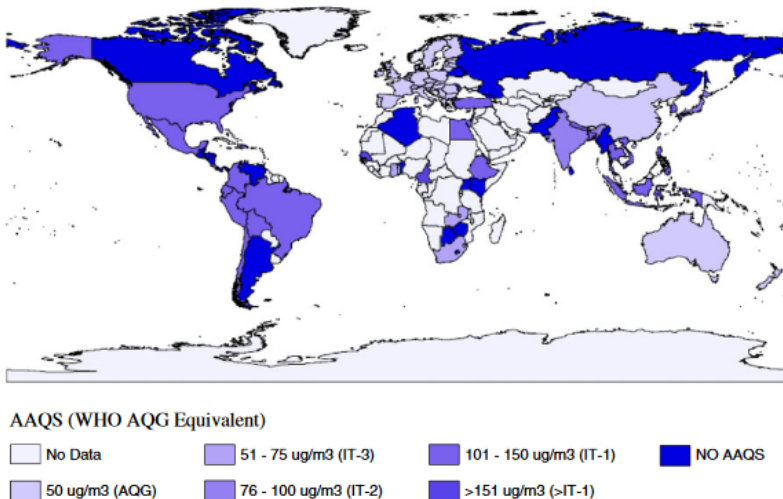 AAQS (WHO AQG Equivalent)
No Data
51 - 75 ug/m3 (IT-3)
101 - 150 ug/m3 (IT-1)
NO AAQS
50 ug/m3 (AQG)
76 - 100 ug/m3 (IT-2)
>151 ug/m3 (>IT-1)